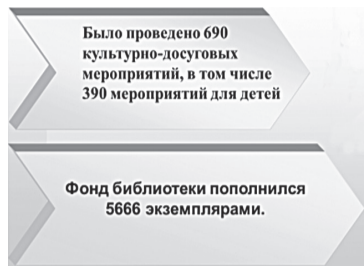 Было проведено 690
культурно-досуговых
мероприятий, в том числе
390 мероприятий для детей
Фонд библиотеки пополнился
5666 экземплярами.